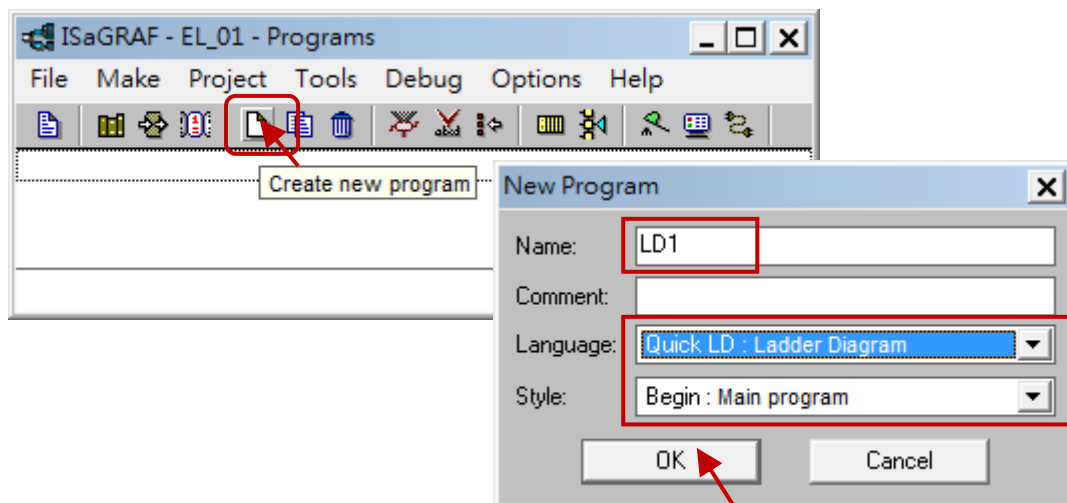 ISaGRAF - EL_01 - Programs
File Make Project Tools Debug Options Help
Create new program
New Program
Name: LD1
Comment:
Language: Quick LD : Ladder Diagram
Style: Begin : Main program
OK Cancel